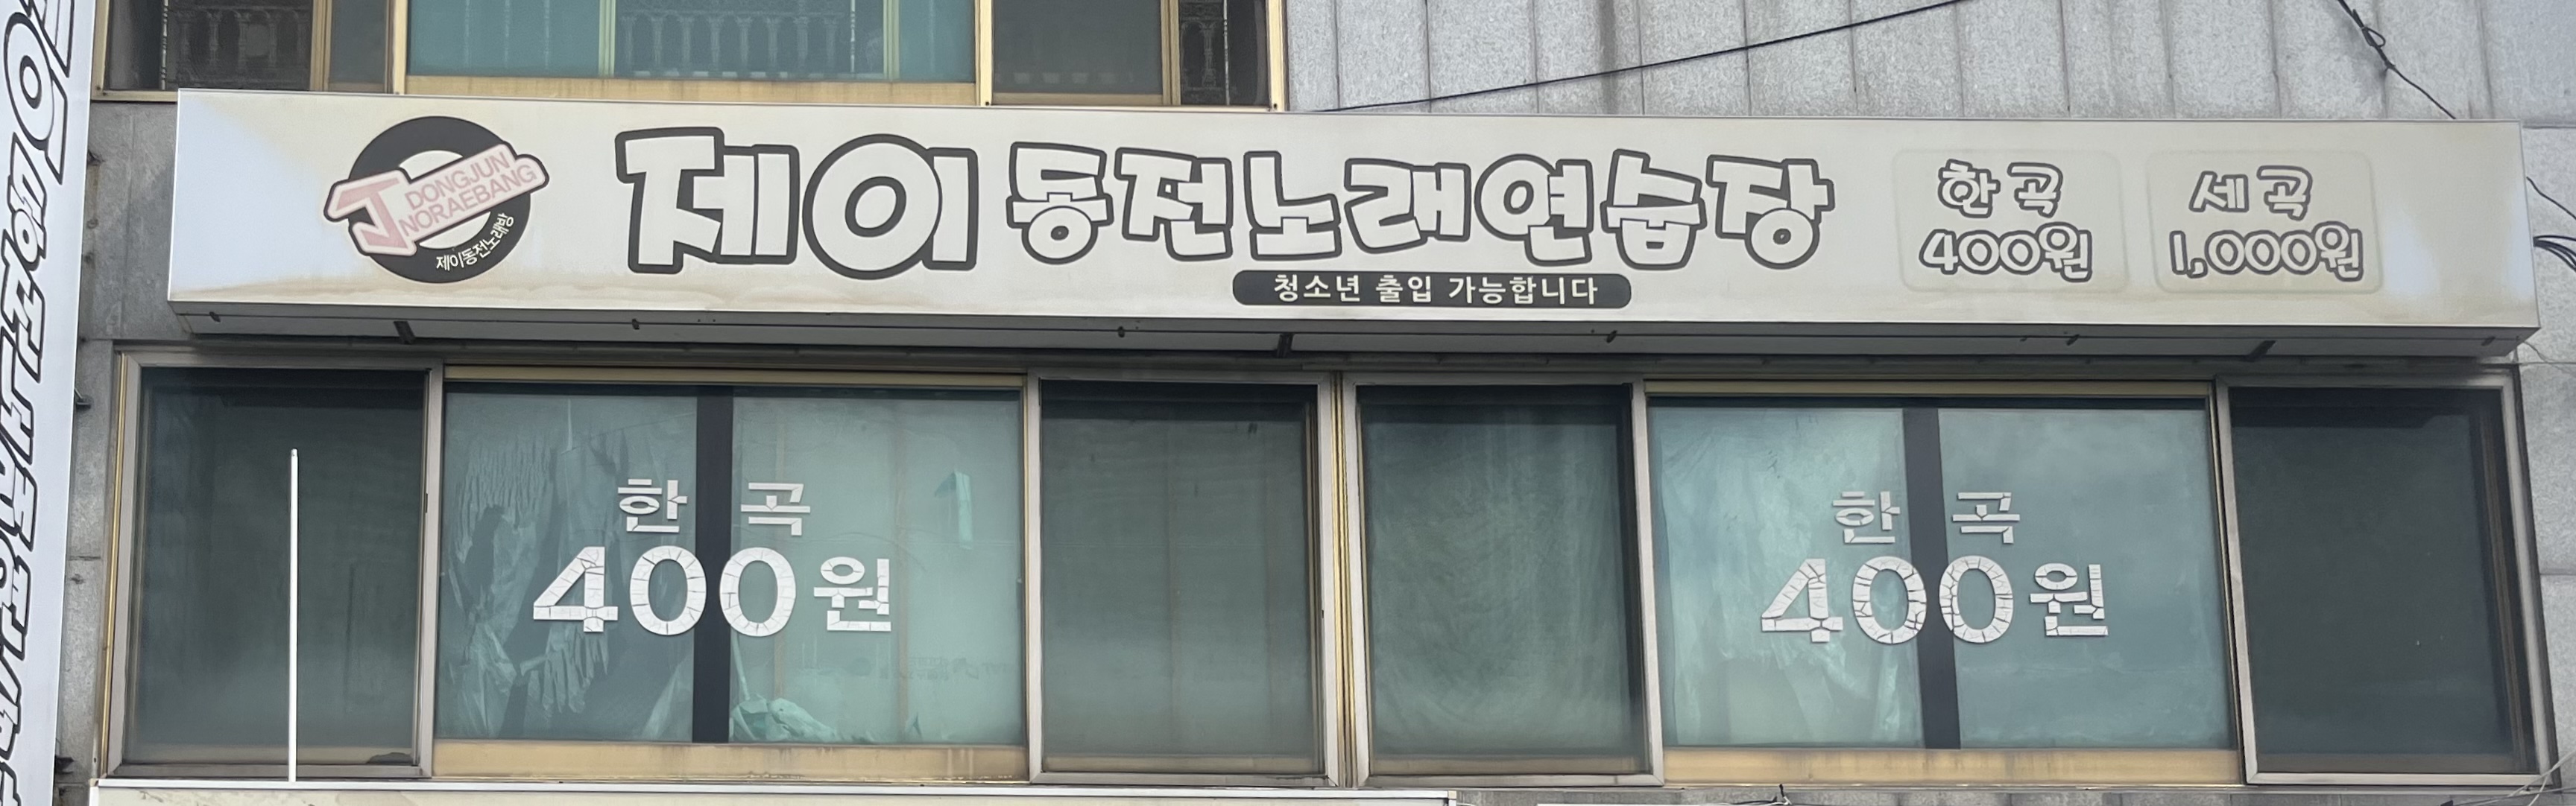 J DONGJUN
NORAEBANG
제이동전노래방
제이 동전노래연습장
청소년 출입 가능합니다
한 곡
400원
세 곡
1,000원
한 곡
400원
한 곡
400원